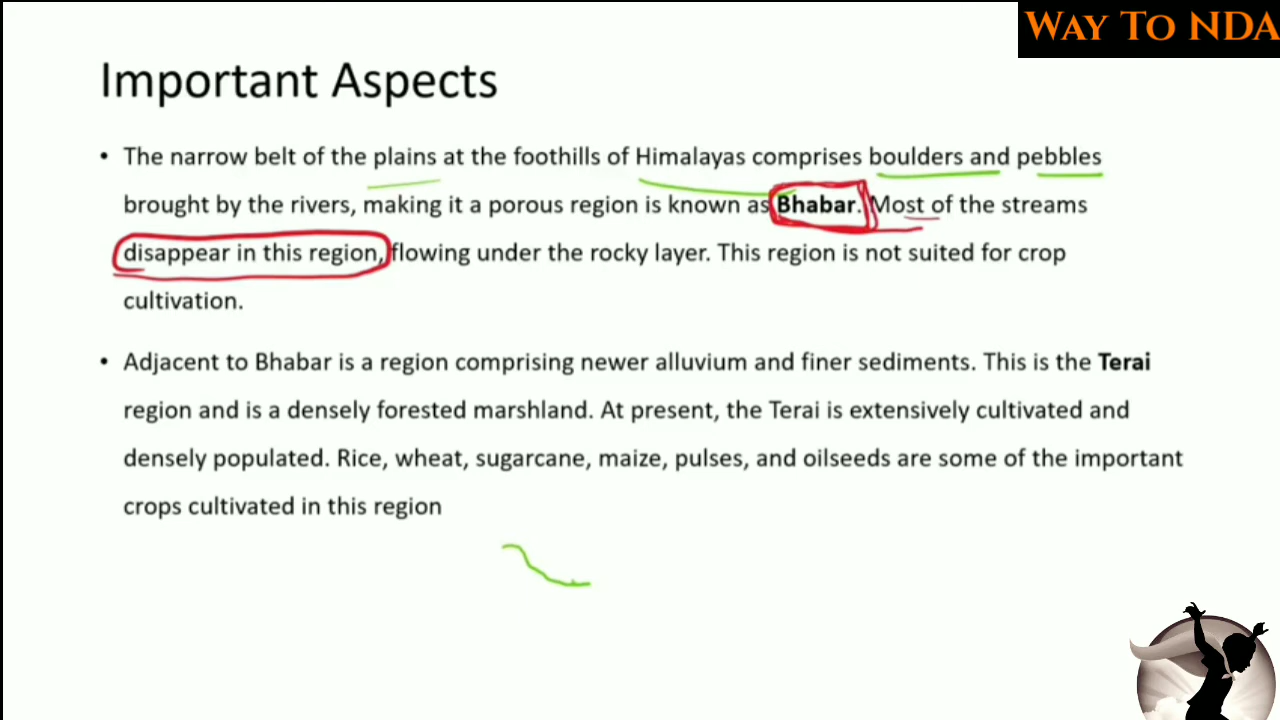 WAY TO NDA
Important Aspects
• The narrow belt of the plains at the foothills of Himalayas comprises boulders and pebbles
brought by the rivers, making it a porous region is known as Bhabar. Most of the streams
disappear in this region, flowing under the rocky layer. This region is not suited for crop
cultivation.
• Adjacent to Bhabar is a region comprising newer alluvium and finer sediments. This is the Terai
region and is a densely forested marshland. At present, the Terai is extensively cultivated and
densely populated. Rice, wheat, sugarcane, maize, pulses, and oilseeds are some of the important
crops cultivated in this region